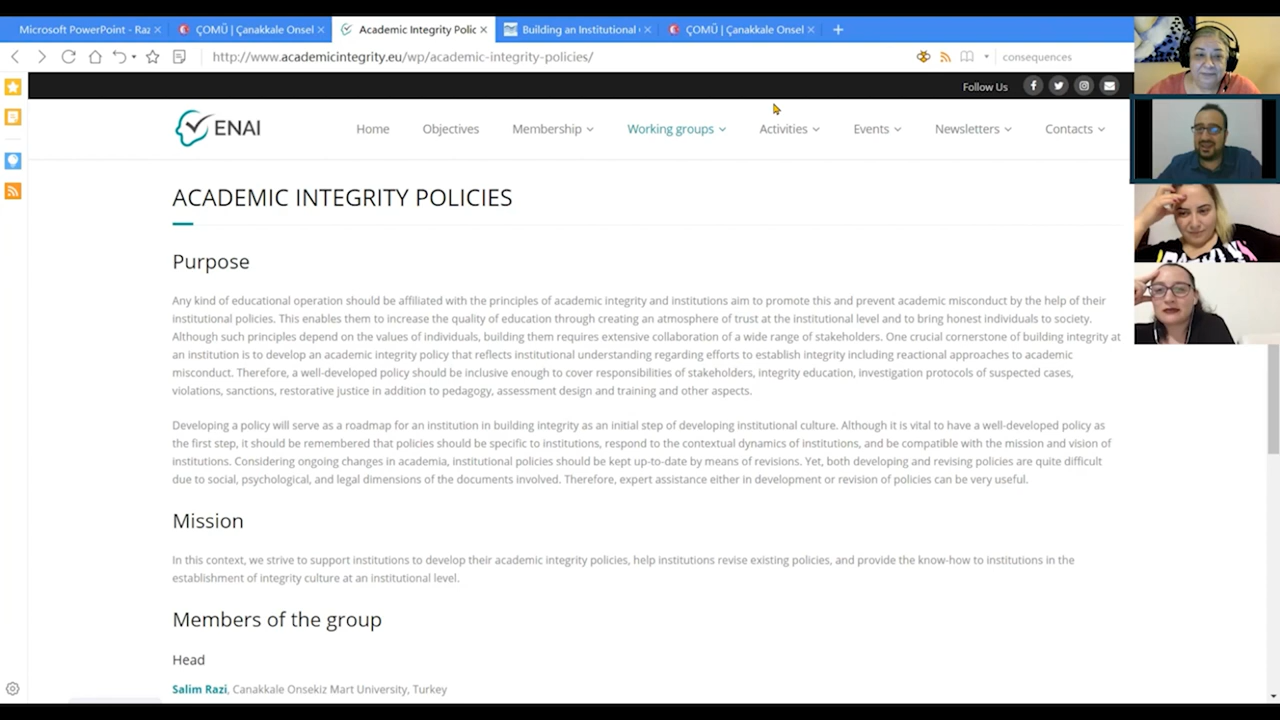 Microsoft PowerPoint - Raz
ÇOMÜ | Çanakkale Onsel
Academic Integrity Polic
Building an Institutional
ÇOMÜ | Çanakkale Onsel
http://www.academicintegrity.eu/wp/academic-integrity-policies/
consequences
Follow Us
ENAI
Home
Objectives
Membership
Working groups
Activities
Events
Newsletters
Contacts
ACADEMIC INTEGRITY POLICIES
Purpose
Any kind of educational operation should be affiliated with the principles of academic integrity and institutions aim to promote this and prevent academic misconduct by the help of their
institutional policies. This enables them to increase the quality of education through creating an atmosphere of trust at the institutional level and to bring honest individuals to society.
Although such principles depend on the values of individuals, building them requires extensive collaboration of a wide range of stakeholders. One crucial cornerstone of building integrity at
an institution is to develop an academic integrity policy that reflects institutional understanding regarding efforts to establish integrity including reactional approaches to academic
misconduct. Therefore, a well-developed policy should be inclusive enough to cover responsibilities of stakeholders, integrity education, investigation protocols of suspected cases,
violations, sanctions, restorative justice in addition to pedagogy, assessment design and training and other aspects.
Developing a policy will serve as a roadmap for an institution in building integrity as an initial step of developing institutional culture. Although it is vital to have a well-developed policy as
the first step, it should be remembered that policies should be specific to institutions, respond to the contextual dynamics of institutions, and be compatible with the mission and vision of
institutions. Considering ongoing changes in academia, institutional policies should be kept up-to-date by means of revisions. Yet, both developing and revising policies are quite difficult
due to social, psychological, and legal dimensions of the documents involved. Therefore, expert assistance either in development or revision of policies can be very useful.
Mission
In this context, we strive to support institutions to develop their academic integrity policies, help institutions revise existing policies, and provide the know-how to institutions in the
establishment of integrity culture at an institutional level.
Members of the group
Head
Salim Razi, Canakkale Onsekiz Mart University, Turkey